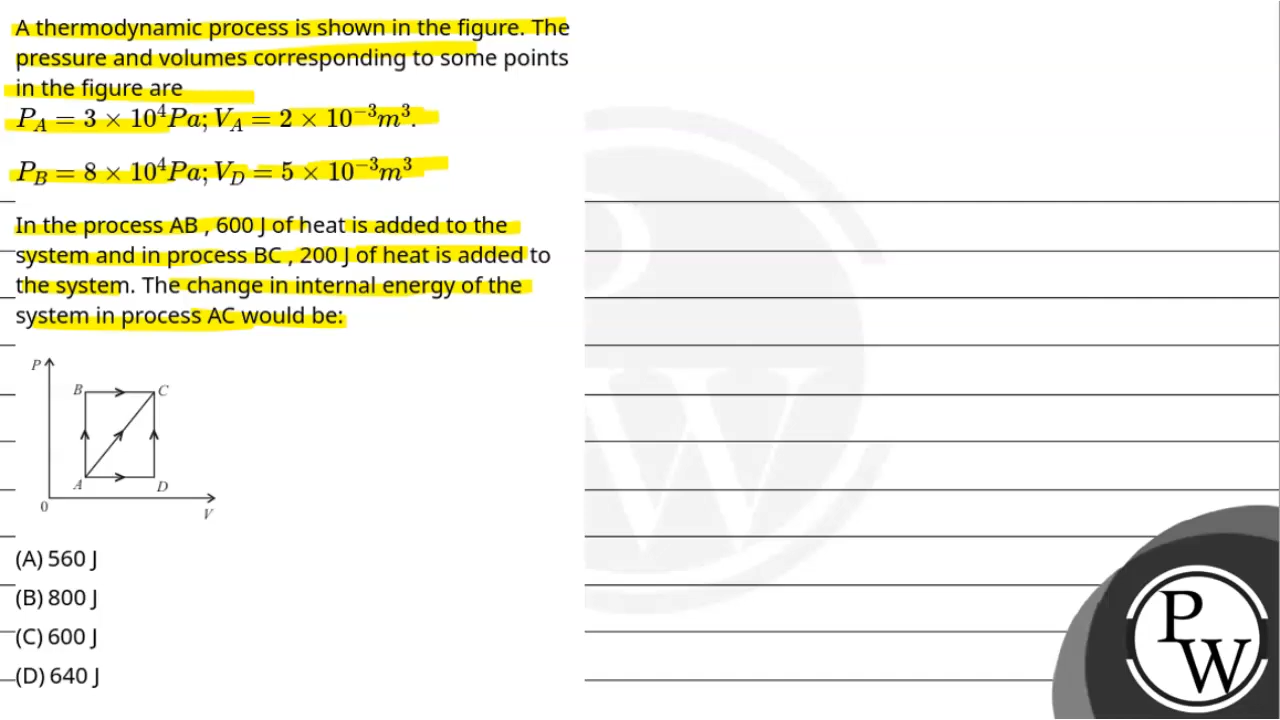 A thermodynamic process is shown in the figure. The
pressure and volumes corresponding to some points
in the figure are
P_A = 3 × 10^4 Pa; V_A = 2 × 10^{-3} m^3.
P_B = 8 × 10^4 Pa; V_D = 5 × 10^{-3} m^3
In the process AB , 600 J of heat is added to the
system and in process BC , 200 J of heat is added to
the system. The change in internal energy of the
system in process AC would be:
P
B
C
A
D
0
V
(A) 560 J
(B) 800 J
(C) 600 J
(D) 640 J
P
W